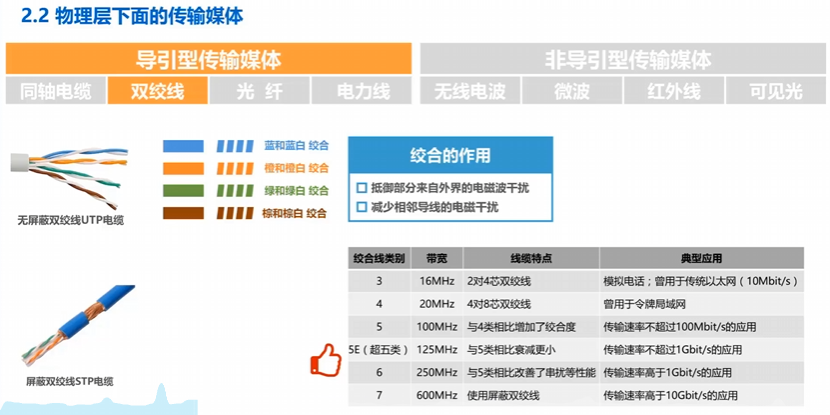 2.2 物理层下面的传输媒体
导引型传输媒体 非导引型传输媒体
同轴电缆 双绞线 光 纤 电力线 无线电波 微波 红外线 可见光
蓝和蓝白 绞合
橙和橙白 绞合
绿和绿白 绞合
棕和棕白 绞合
无屏蔽双绞线UTP电缆
绞合的作用
抵御部分来自外界的电磁波干扰
减少相邻导线的电磁干扰
绞合线类别 带宽 线缆特点 典型应用
3 16MHz 2对4芯双绞线 模拟电话；曾用于传统以太网（10Mbit/s）
4 20MHz 4对8芯双绞线 曾用于令牌局域网
5 100MHz 与4类相比增加了绞合度 传输速率不超过100Mbit/s的应用
5E（超五类） 125MHz 与5类相比衰减更小 传输速率不超过1Gbit/s的应用
6 250MHz 与5类相比改善了串扰等性能 传输速率高于1Gbit/s的应用
7 600MHz 使用屏蔽双绞线 传输速率高于10Gbit/s的应用
屏蔽双绞线STP电缆